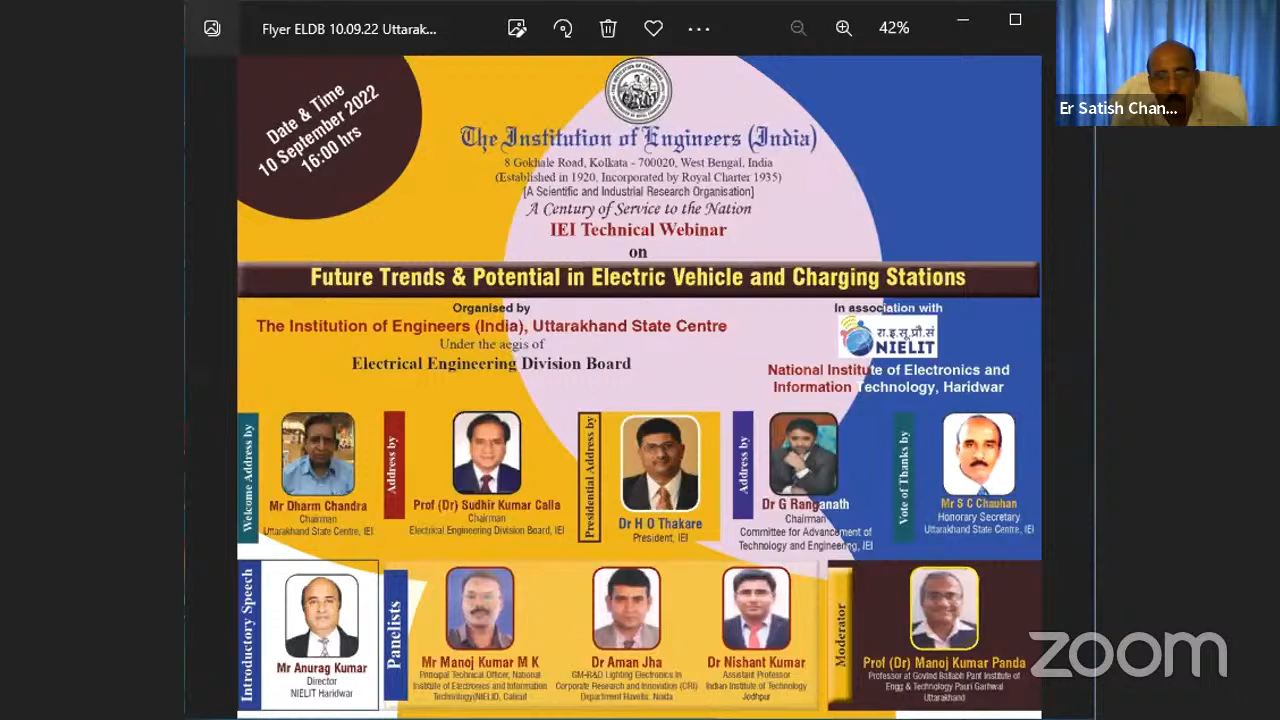 Flyer ELDB 10.09.22 Uttarak...
42%
Er Satish Chan...
Date & Time
10 September 2022
16:00 hrs
The Institution of Engineers (India)
8 Gokhale Road, Kolkata - 700020, West Bengal, India
(Established in 1920, Incorporated by Royal Charter 1935)
[A Scientific and Industrial Research Organisation]
A Century of Service to the Nation
IEI Technical Webinar
on
Future Trends & Potential in Electric Vehicle and Charging Stations
Organised by
The Institution of Engineers (India), Uttarakhand State Centre
Under the aegis of
Electrical Engineering Division Board
In association with
रा.इ.सू.प्रौ.सं
NIELIT
National Institute of Electronics and
Information Technology, Haridwar
Welcome Address by
Mr Dharm Chandra
Chairman
Uttarakhand State Centre, IEI
Address by
Prof (Dr) Sudhir Kumar Calla
Chairman
Electrical Engineering Division Board, IEI
Presidential Address by
Dr H O Thakare
President, IEI
Address by
Dr G Ranganath
Chairman
Committee for Advancement of
Technology and Engineering, IEI
Vote of Thanks by
Mr S C Chauhan
Honorary Secretary
Uttarakhand State Centre, IEI
Introductory Speech
Mr Anurag Kumar
Director
NIELIT Haridwar
Panelists
Mr Manoj Kumar M K
Principal Technical Officer, National
Institute of Electronics and Information
Technology(NIELID, Calicut
Dr Aman Jha
GM-R&D Lighting Electronics in
Corporate Research and Innovation (CRI)
Department Havells, Noida
Dr Nishant Kumar
Assistant Professor
Indian Institute of Technology
Jodhpur
Moderator
Prof (Dr) Manoj Kumar Panda
Professor at Govind Ballabh Pant Institute of
Engg & Technology Pauri Garhwal
Uttarakhand
zoom